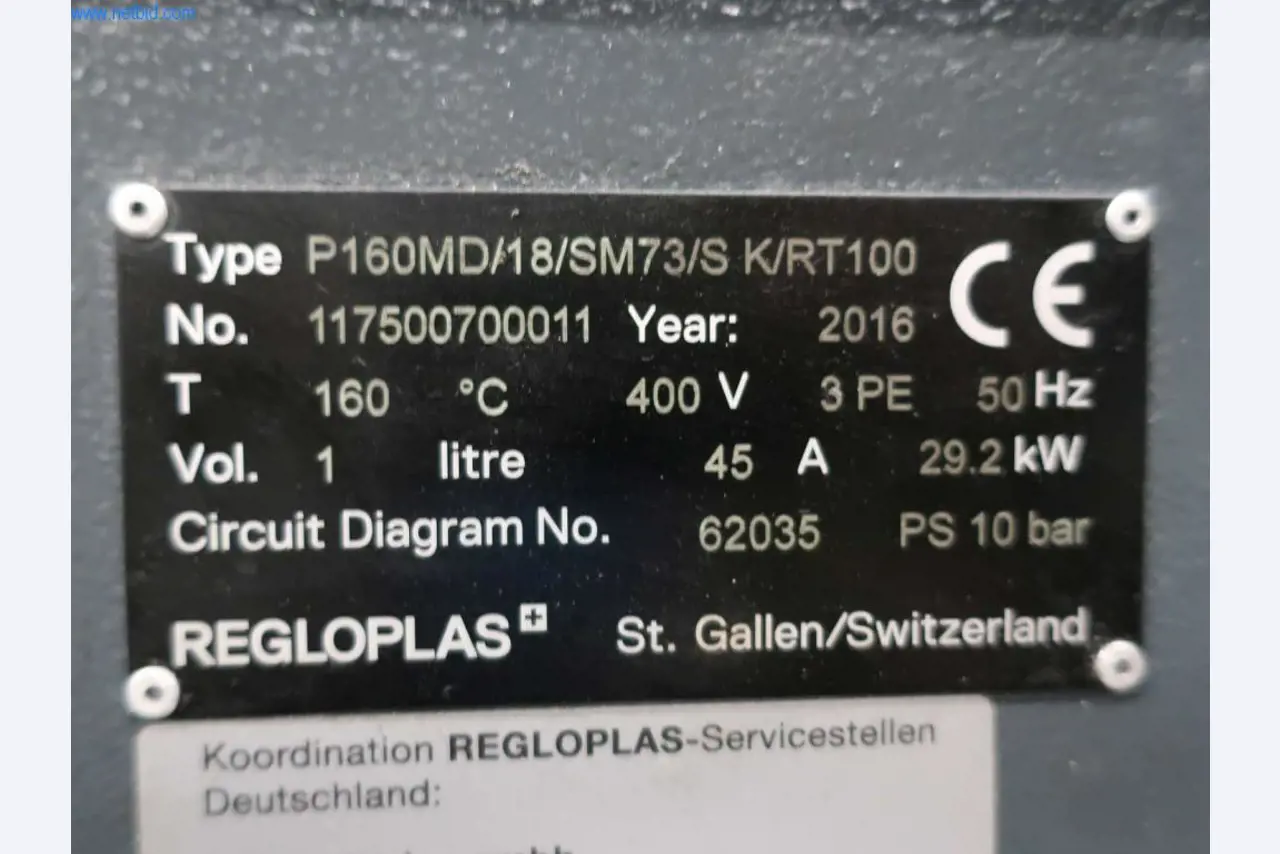 www.netbid.com
Type P160MD/18/SM73/S K/RT100
No. 117500700011 Year: 2016 CE
T 160 °C 400 V 3 PE 50 Hz
Vol. 1 litre 45 A 29.2 kW
Circuit Diagram No. 62035 PS 10 bar
REGLOPLAS St. Gallen/Switzerland
Koordination REGLOPLAS-Servicestellen
Deutschland: